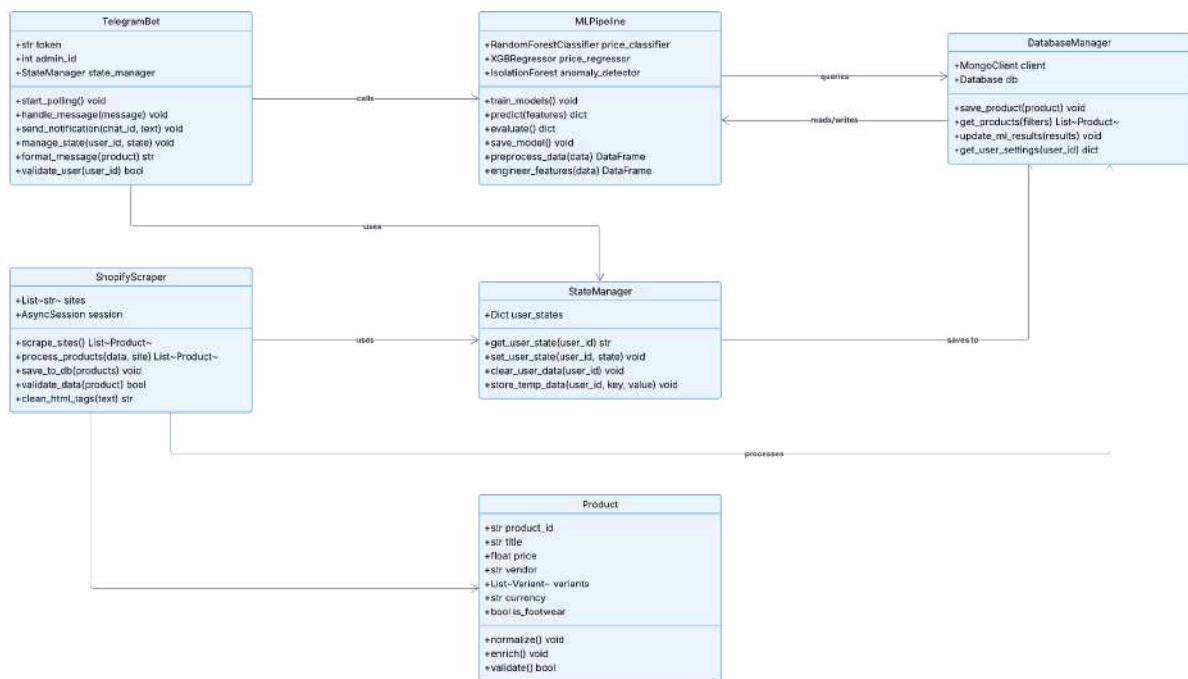 TelegramBot
+str token
+int admin_id
+StateManager state_manager
+start_polling() void
+handle_message(message) void
+send_notification(chat_id, text) void
+manage_state(user_id, state) void
+format_message(product) str
+validate_user(user_id) bool
calls
MLPipeline
+RandomForestClassifier price_classifier
+XGBRegressor price_regressor
+IsolationForest anomaly_detector
+train_models() void
+predict(features) dict
+evaluate() dict
+save_model() void
+preprocess_data(data) DataFrame
+engineer_features(data) DataFrame
queries
reads/writes
DatabaseManager
+MongoClient client
+Database db
+save_product(product) void
+get_products(filters) List~Product~
+update_ml_results(results) void
+get_user_settings(user_id) dict
uses
ShopifyScraper
+List~str~ sites
+AsyncSession session
+scrape_sites() List~Product~
+process_products(data, site) List~Product~
+save_to_db(products) void
+validate_data(product) bool
+clean_html_tags(text) str
uses
StateManager
+Dict user_states
+get_user_state(user_id) str
+set_user_state(user_id, state) void
+clear_user_data(user_id) void
+store_temp_data(user_id, key, value) void
saves to
processes
Product
+str product_id
+str title
+float price
+str vendor
+List~Variant~ variants
+str currency
+bool is_footwear
+normalize() void
+enrich() void
+validate() bool